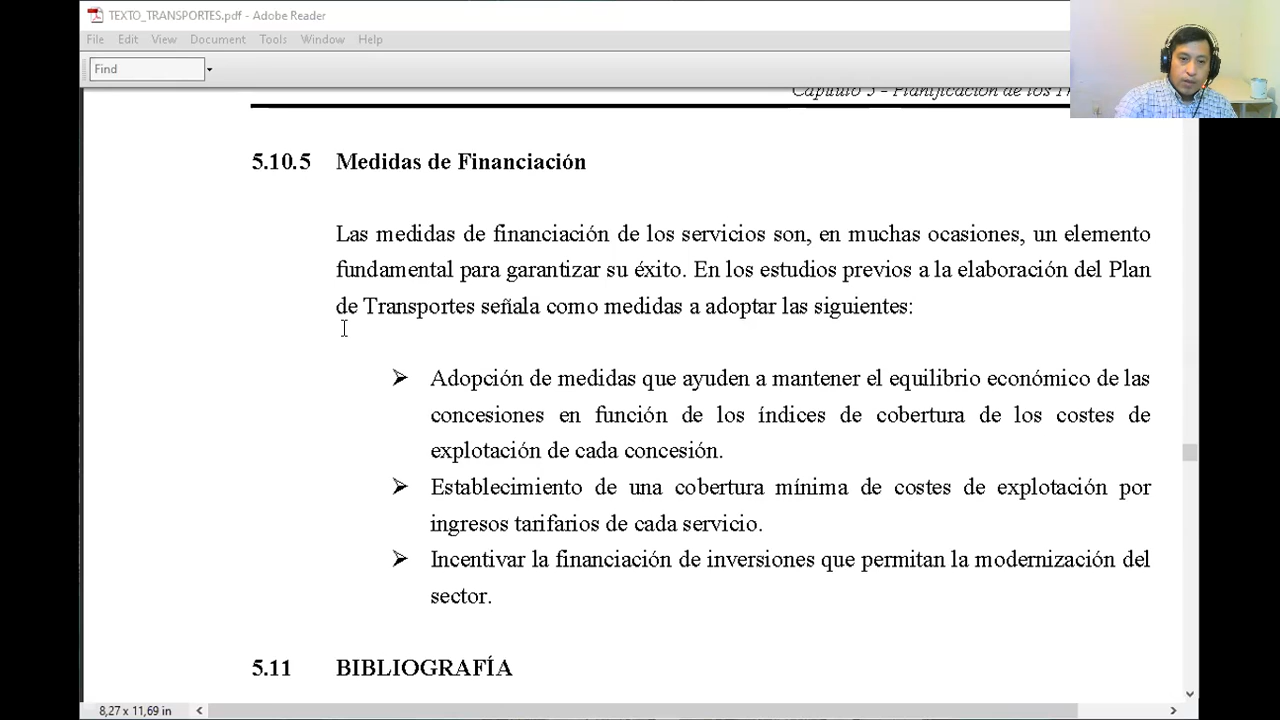 TEXTO_TRANSPORTES.pdf - Adobe Reader
File Edit View Document Tools Window Help
Find
Capítulo 5 - Planificación de los
5.10.5 Medidas de Financiación
Las medidas de financiación de los servicios son, en muchas ocasiones, un elemento
fundamental para garantizar su éxito. En los estudios previos a la elaboración del Plan
de Transportes señala como medidas a adoptar las siguientes:
➢ Adopción de medidas que ayuden a mantener el equilibrio económico de las
concesiones en función de los índices de cobertura de los costes de
explotación de cada concesión.
➢ Establecimiento de una cobertura mínima de costes de explotación por
ingresos tarifarios de cada servicio.
➢ Incentivar la financiación de inversiones que permitan la modernización del
sector.
5.11 BIBLIOGRAFÍA
8,27 x 11,69 in